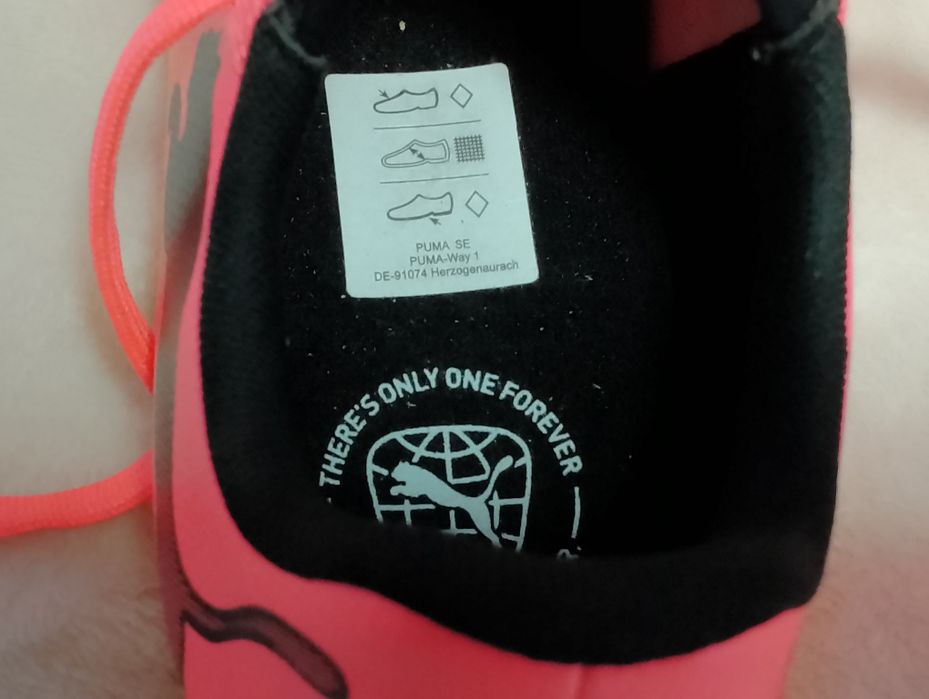 PUMA SE
PUMA-Way 1
DE-91074 Herzogenaurach
THERE'S ONLY ONE FOREVER